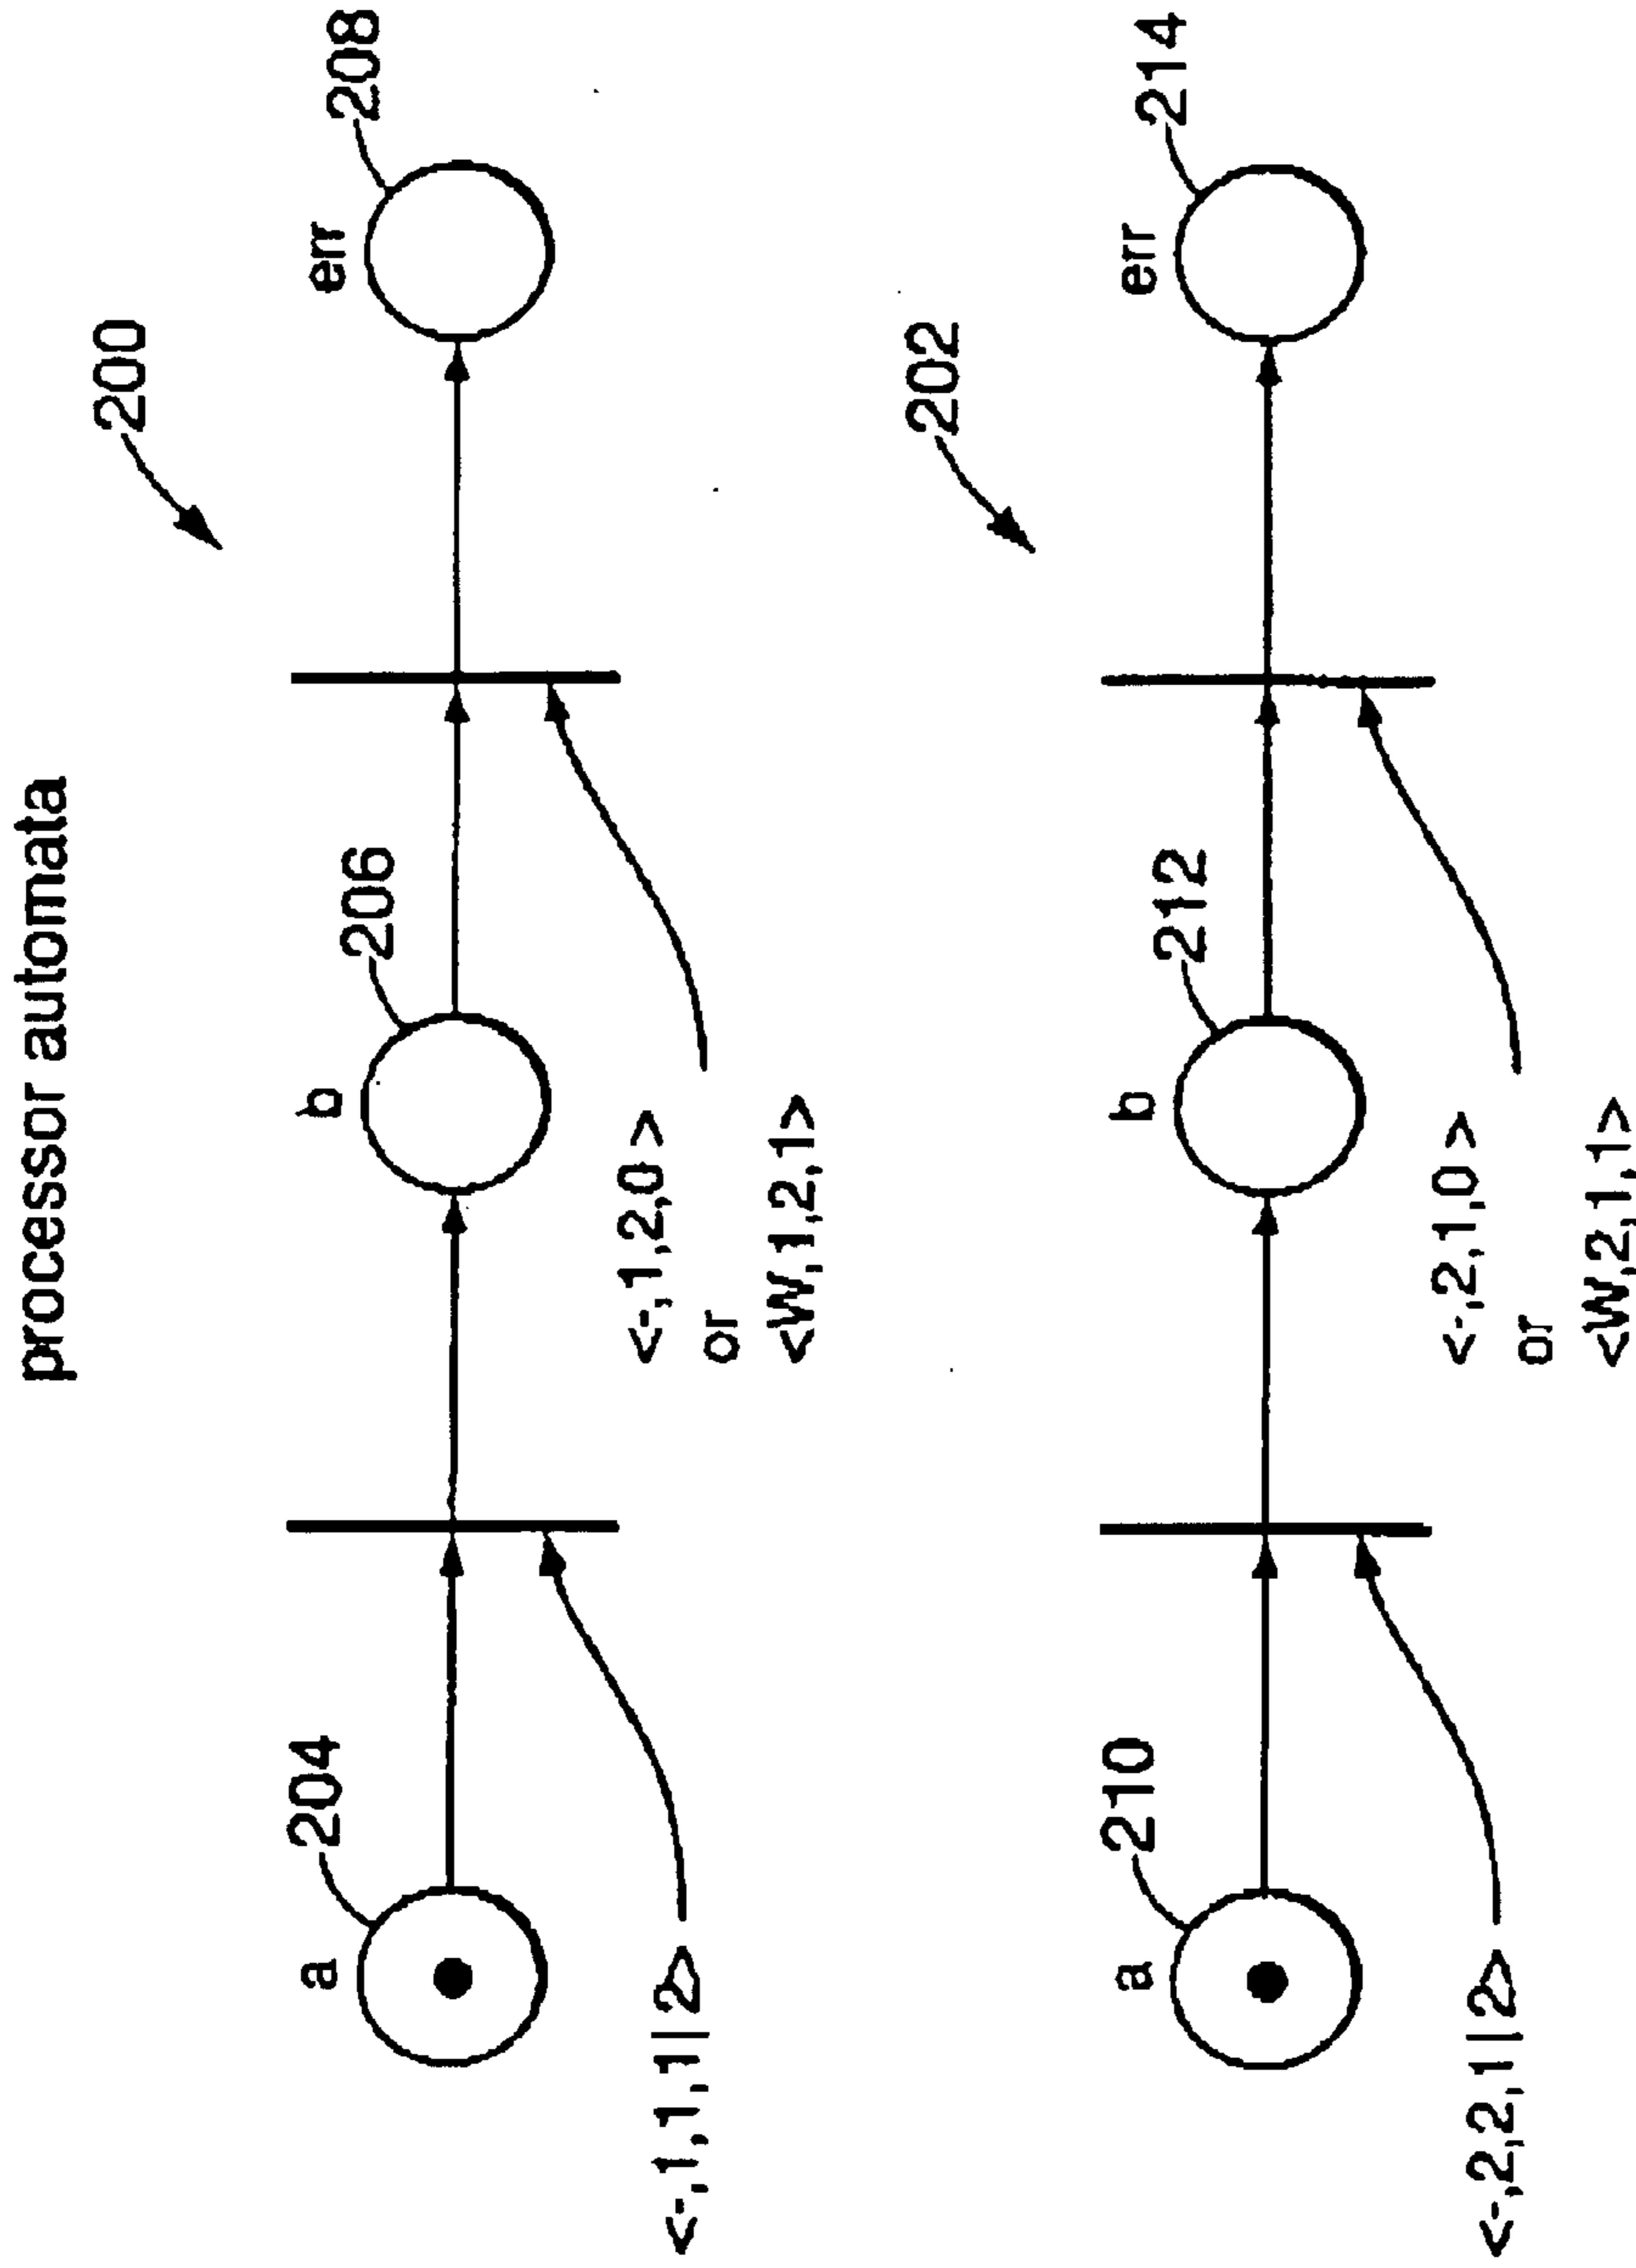 processor automata
200
a
204
b
206
err
208
<-,1,1,1||2>
<-,1,2,0>
or
<W,1,2,1>
202
a
210
b
212
err
214
<-,2,2,1||2>
<-,2,1,0>
or
<W,2,1,1>